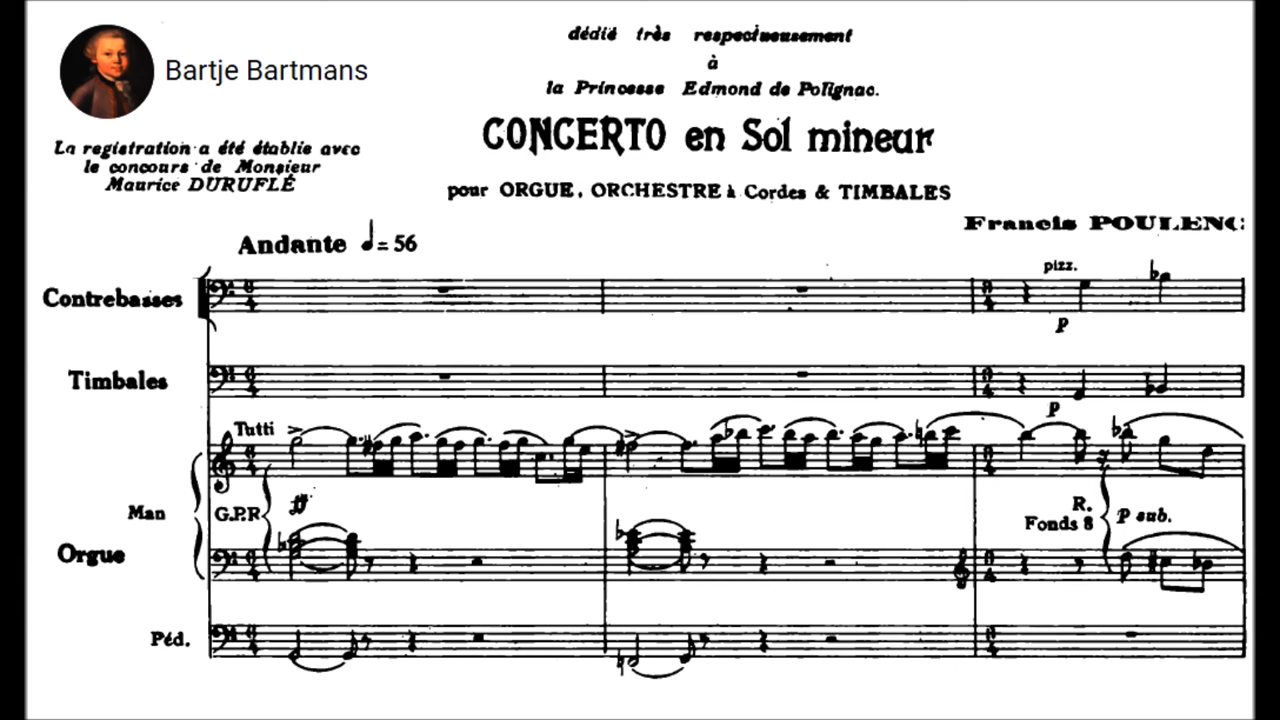 Bartje Bartmans
dédié très respectueusement
à
la Princesse Edmond de Polignac.
CONCERTO en Sol mineur
La registration a été établie avec
le concours de Monsieur
Maurice DURUFLÉ
pour ORGUE, ORCHESTRE à Cordes & TIMBALES
Francis POULENC
Andante ♩= 56
pizz.
Contrebasses
p
Timbales
p
Tutti
ff
Man
G.P.R
R.
Fonds 8
p sub.
Orgue
Péd.